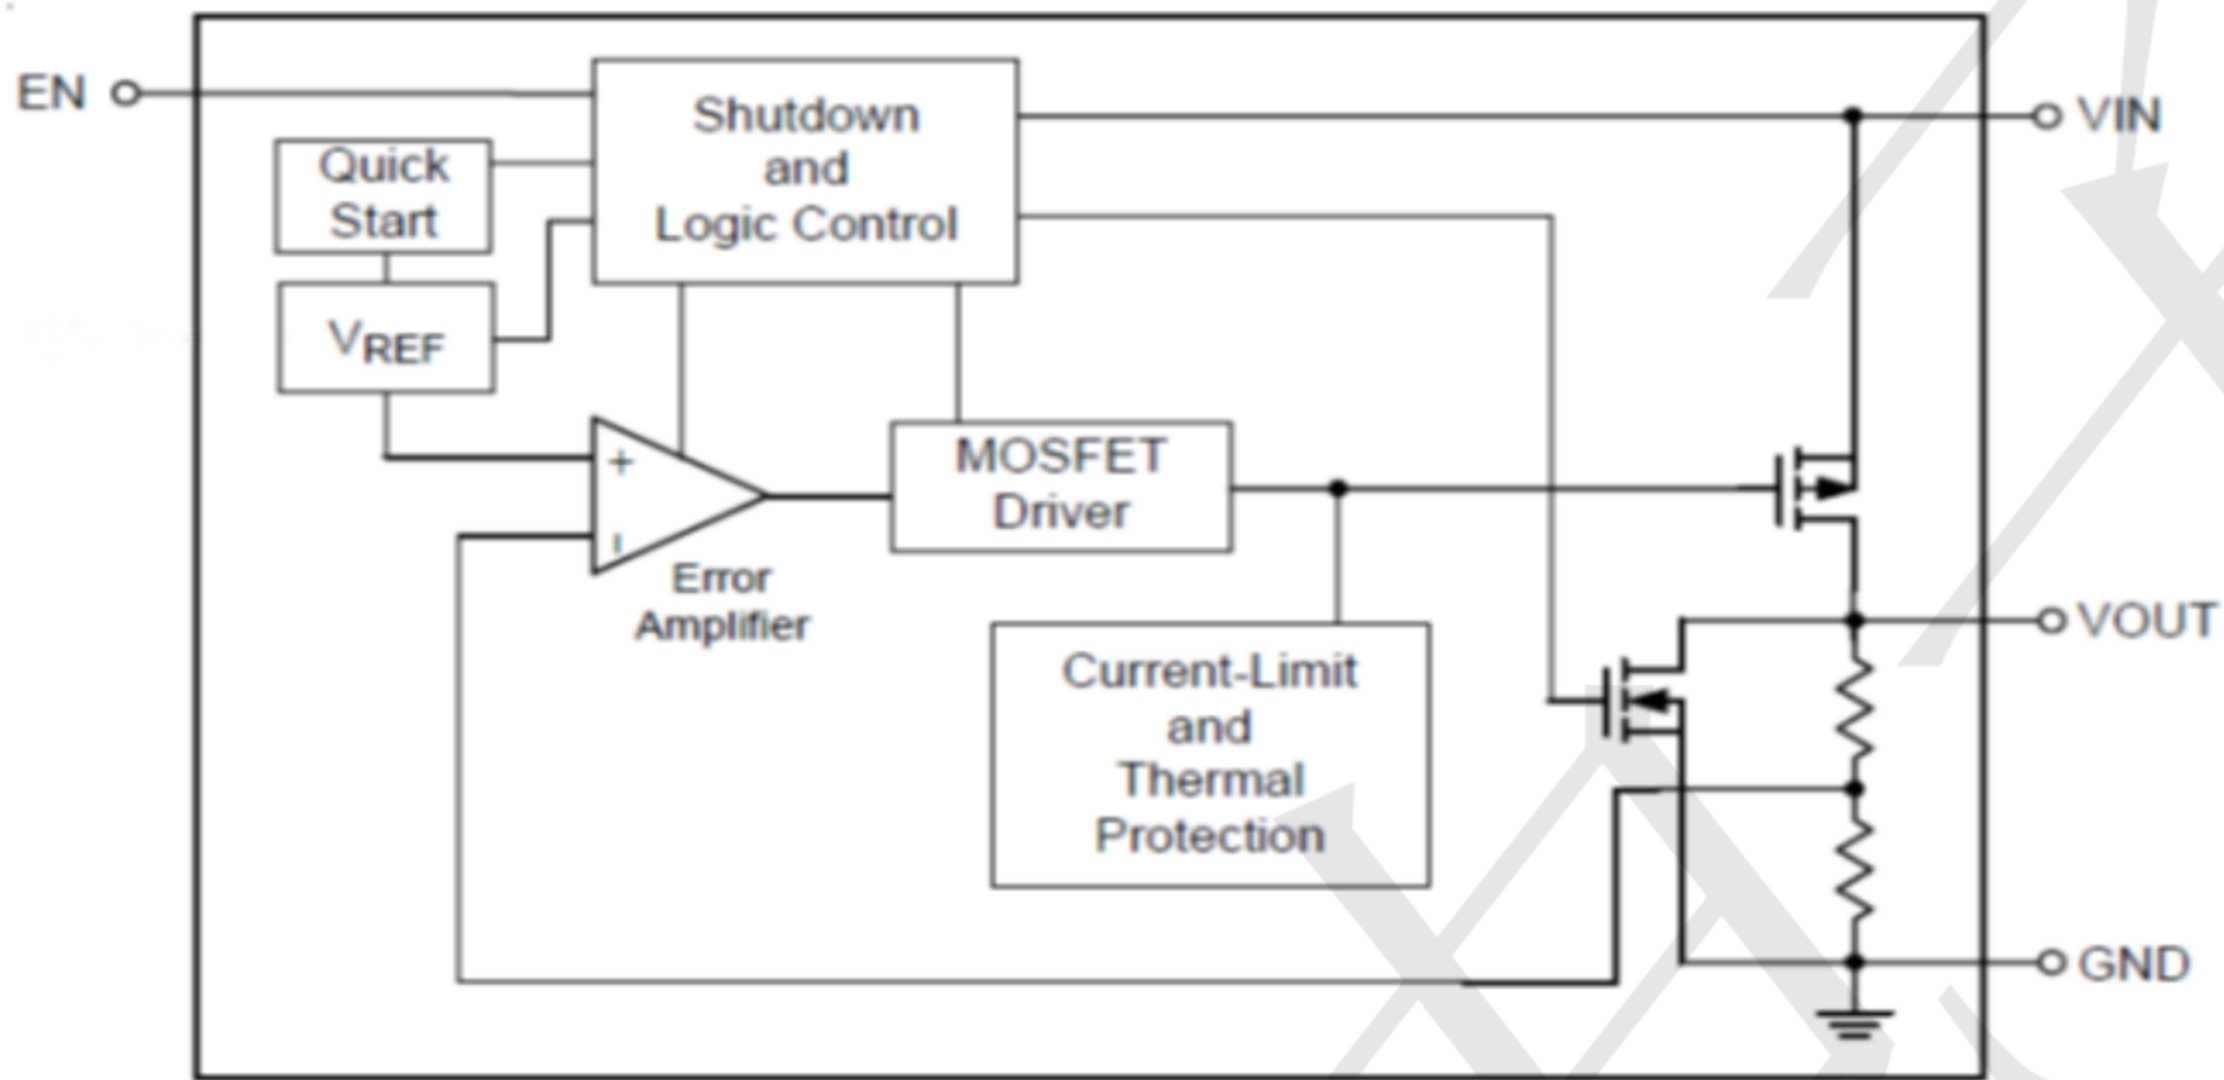 EN
Shutdown
and
Logic Control
VIN
Quick
Start
VREF
+
MOSFET
Driver
Error
Amplifier
VOUT
Current-Limit
and
Thermal
Protection
GND